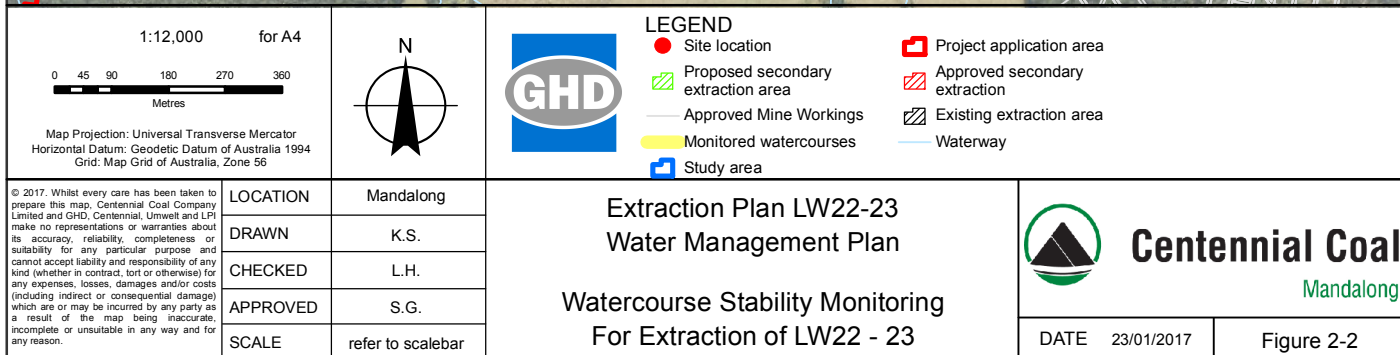 1:12,000 for A4
0 45 90 180 270 360
Metres
Map Projection: Universal Transverse Mercator
Horizontal Datum: Geodetic Datum of Australia 1994
Grid: Map Grid of Australia, Zone 56
N
GHD
LEGEND
Site location
Proposed secondary
extraction area
Approved Mine Workings
Monitored watercourses
Study area
Project application area
Approved secondary
extraction
Existing extraction area
Waterway
© 2017. Whilst every care has been taken to
prepare this map, Centennial Coal Company
Limited and GHD, Centennial, Umwelt and LPI
make no representations or warranties about
its accuracy, reliability, completeness or
suitability for any particular purpose and
cannot accept liability and responsibility of any
kind (whether in contract, tort or otherwise) for
any expenses, losses, damages and/or costs
(including indirect or consequential damage)
which are or may be incurred by any party as
a result of the map being inaccurate,
incomplete or unsuitable in any way and for
any reason.
LOCATION Mandalong
DRAWN K.S.
CHECKED L.H.
APPROVED S.G.
SCALE refer to scalebar
Extraction Plan LW22-23
Water Management Plan
Watercourse Stability Monitoring
For Extraction of LW22 - 23
Centennial Coal
Mandalong
DATE 23/01/2017 Figure 2-2